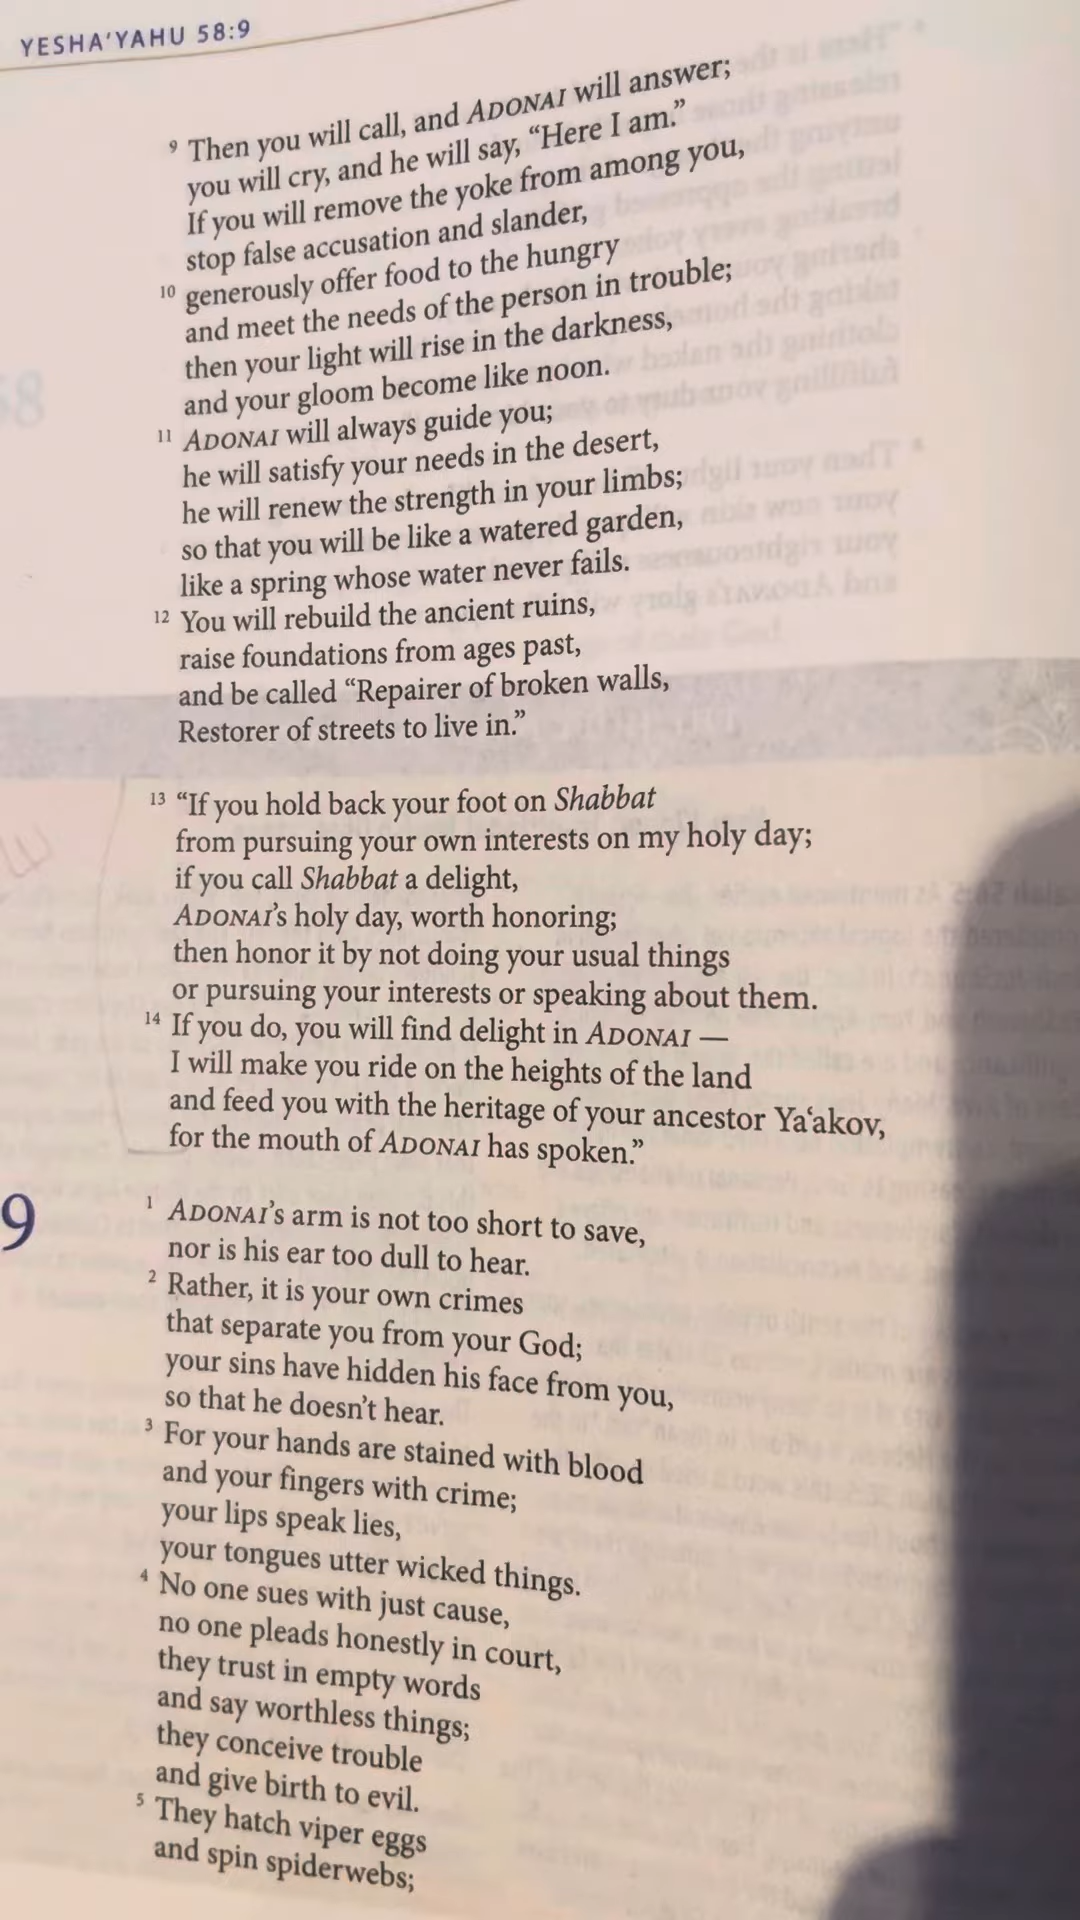 YESHA'YAHU 58:9
9 Then you will call, and ADONAI will answer;
you will cry, and he will say, “Here I am.”
If you will remove the yoke from among you,
stop false accusation and slander,
10 generously offer food to the hungry
and meet the needs of the person in trouble;
then your light will rise in the darkness,
and your gloom become like noon.
11 ADONAI will always guide you;
he will satisfy your needs in the desert,
he will renew the strength in your limbs;
so that you will be like a watered garden,
like a spring whose water never fails.
12 You will rebuild the ancient ruins,
raise foundations from ages past,
and be called “Repairer of broken walls,
Restorer of streets to live in.”
13 “If you hold back your foot on Shabbat
from pursuing your own interests on my holy day;
if you call Shabbat a delight,
ADONAI’s holy day, worth honoring;
then honor it by not doing your usual things
or pursuing your interests or speaking about them.
14 If you do, you will find delight in ADONAI —
I will make you ride on the heights of the land
and feed you with the heritage of your ancestor Ya‘akov,
for the mouth of ADONAI has spoken.”
9
1 ADONAI’s arm is not too short to save,
nor is his ear too dull to hear.
2 Rather, it is your own crimes
that separate you from your God;
your sins have hidden his face from you,
so that he doesn’t hear.
3 For your hands are stained with blood
and your fingers with crime;
your lips speak lies,
your tongues utter wicked things.
4 No one sues with just cause,
no one pleads honestly in court,
they trust in empty words
and say worthless things;
they conceive trouble
and give birth to evil.
5 They hatch viper eggs
and spin spiderwebs;